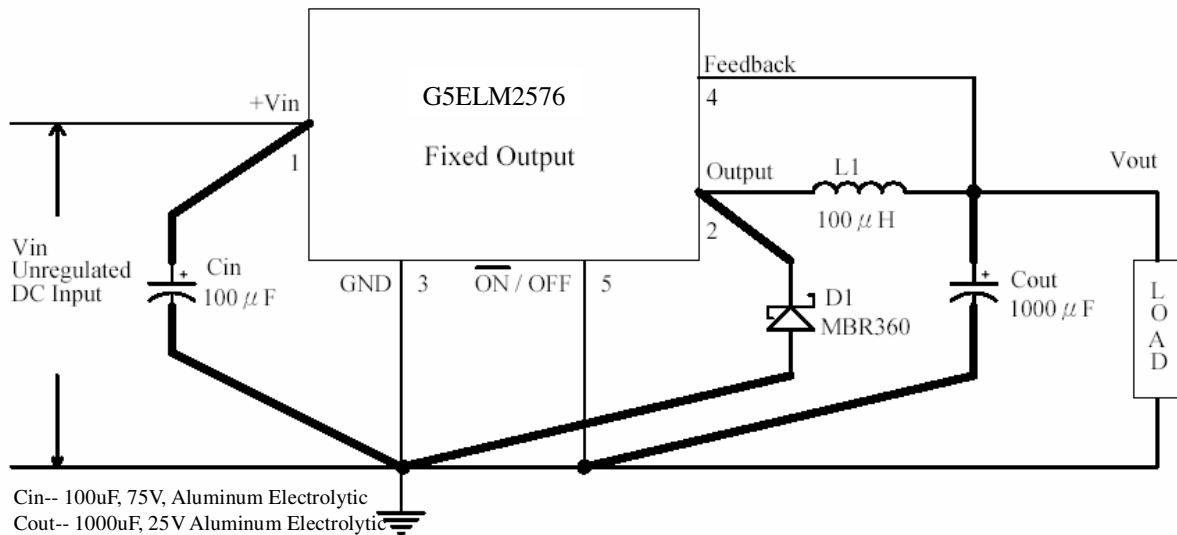 G5ELM2576
Fixed Output
+Vin
1
Feedback
4
Output
2
L1
100 μH
Vout
Vin
Unregulated
DC Input
Cin
100 μF
GND
3
ON / OFF
5
D1
MBR360
Cout
1000 μF
LOAD
Cin-- 100uF, 75V, Aluminum Electrolytic
Cout-- 1000uF, 25V Aluminum Electrolytic